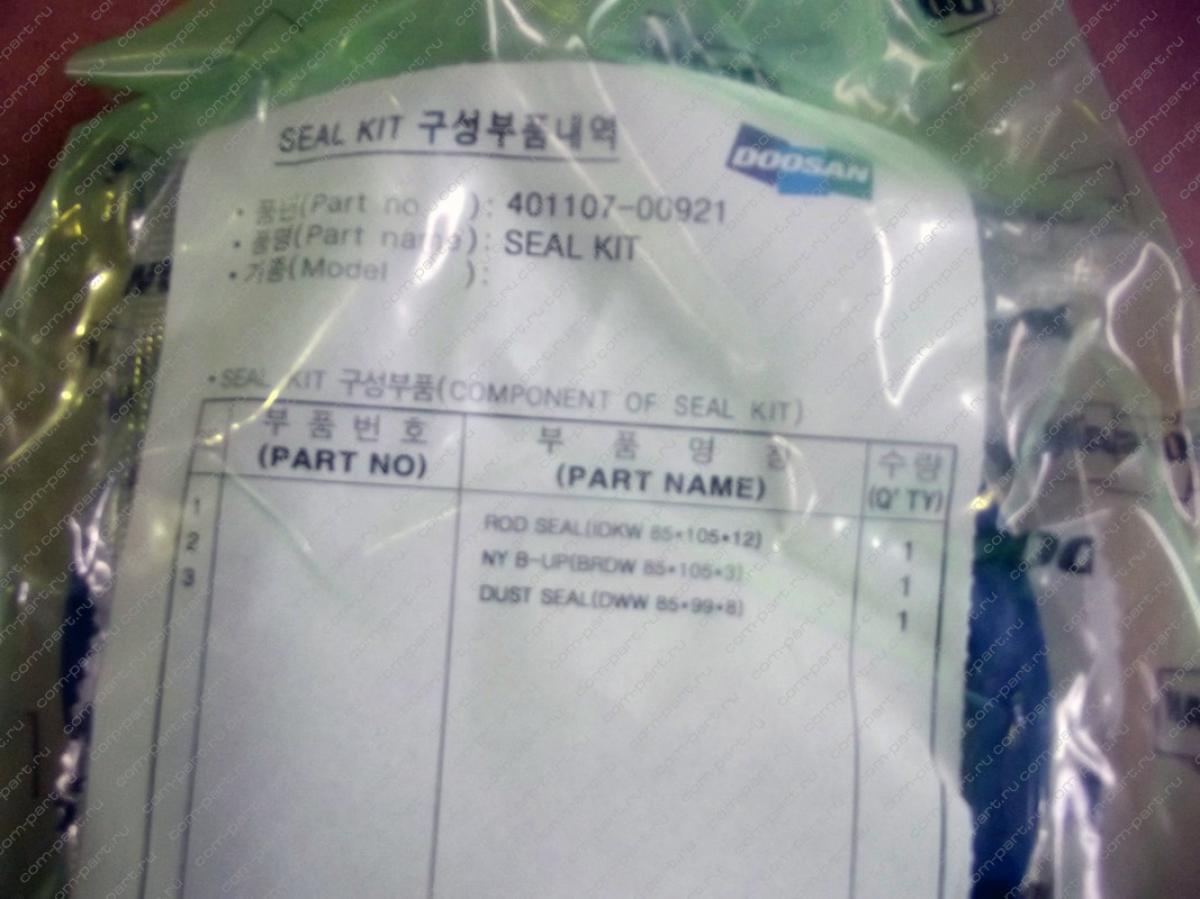 SEAL KIT 구성부품내역
DOOSAN
• 품번(Part no ): 401107-00921
• 품명(Part name): SEAL KIT
• 기종(Model ):
• SEAL KIT 구성부품(COMPONENT OF SEAL KIT)
부품번호 부품명칭 수량
(PART NO) (PART NAME) (Q'TY)
1 ROD SEAL(IDKW 85*105*12) 1
2 NY B-UP(BRDW 85*105*3) 1
3 DUST SEAL(DWW 85*99*8) 1
com-part.ru